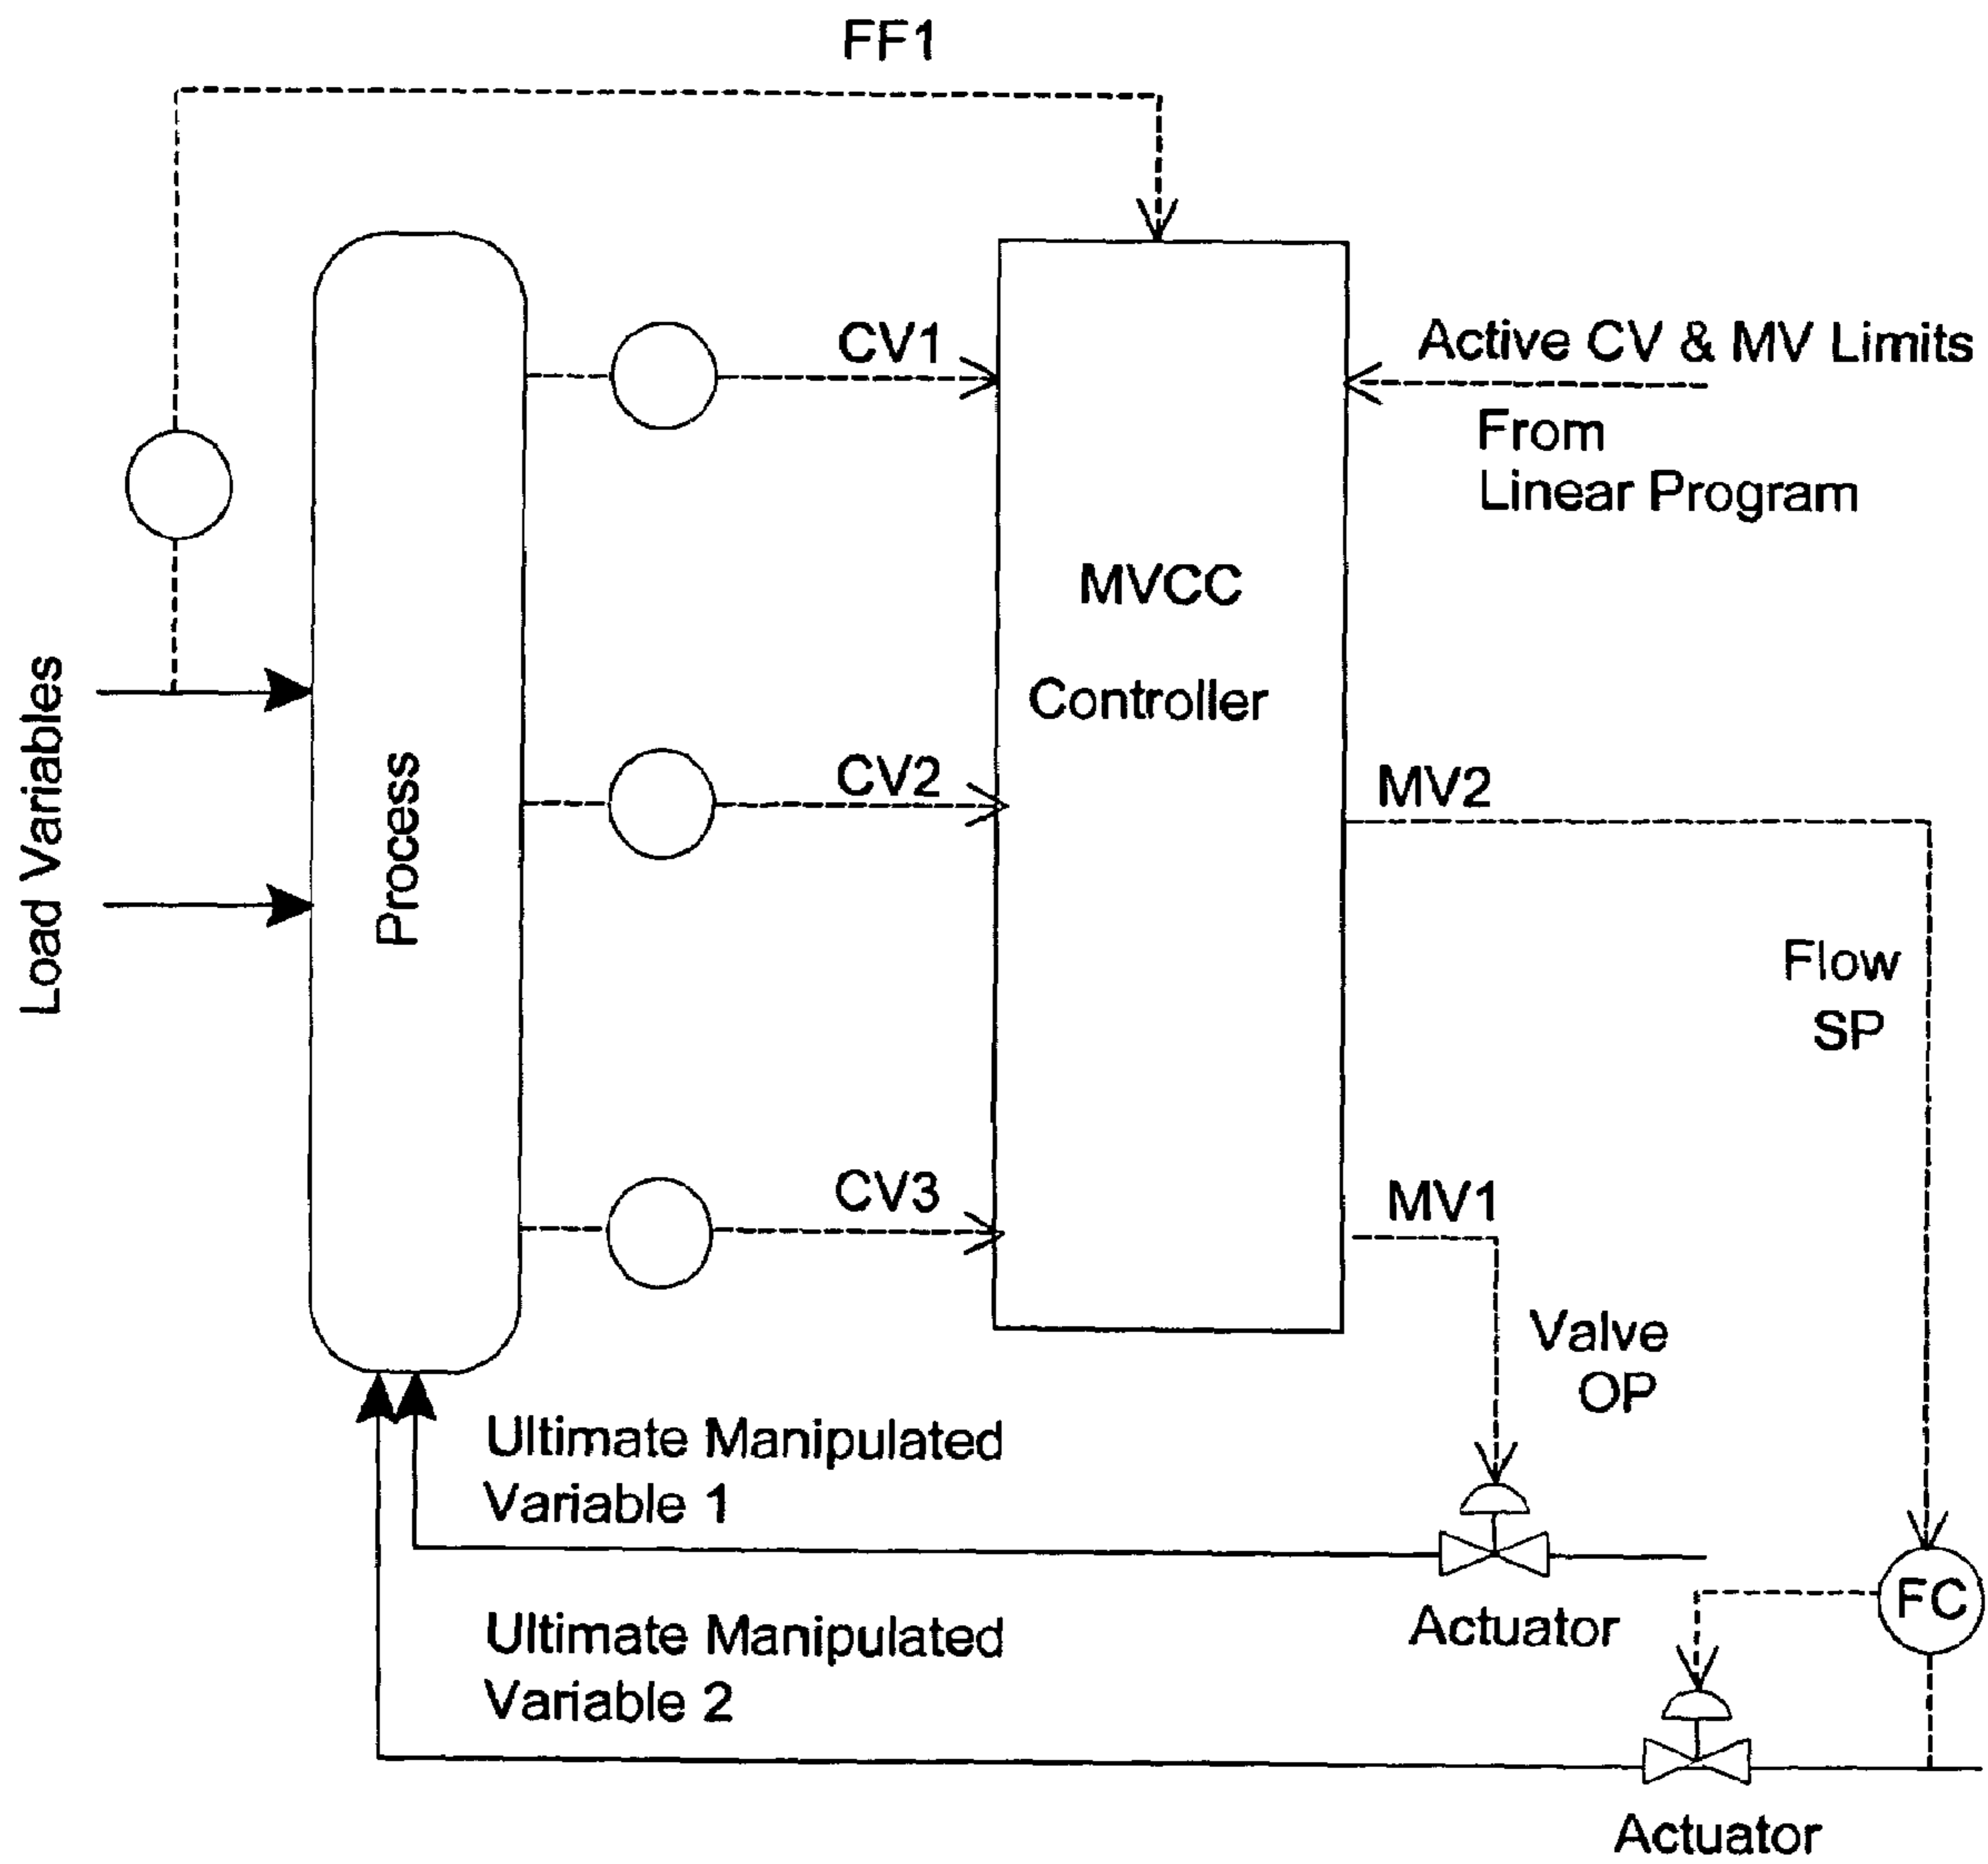 FF1
CV1
Active CV & MV Limits
From
Linear Program
MVCC
Controller
Load Variables
Process
CV2
MV2
Flow
SP
CV3
MV1
Valve
OP
Ultimate Manipulated
Variable 1
FC
Actuator
Ultimate Manipulated
Variable 2
Actuator